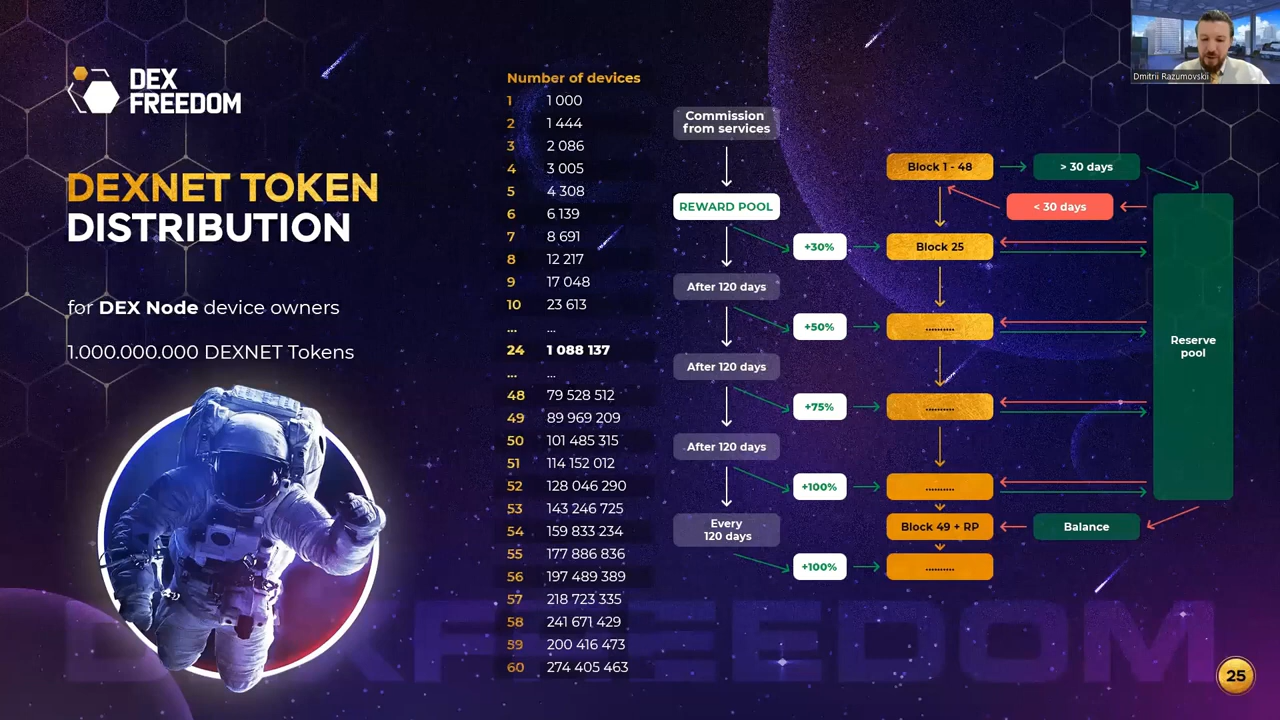 DEX
FREEDOM
DEXNET TOKEN
DISTRIBUTION
for DEX Node device owners
1.000.000.000 DEXNET Tokens
Number of devices
1 1 000
2 1 444
3 2 086
4 3 005
5 4 308
6 6 139
7 8 691
8 12 217
9 17 048
10 23 613
... ...
24 1 088 137
... ...
48 79 528 512
49 89 969 209
50 101 485 315
51 114 152 012
52 128 046 290
53 143 246 725
54 159 833 234
55 177 886 836
56 197 489 389
57 218 723 335
58 241 671 429
59 200 416 473
60 274 405 463
Commission
from services
REWARD POOL
After 120 days
After 120 days
After 120 days
Every
120 days
+30%
+50%
+75%
+100%
+100%
Block 1 - 48
Block 25
..........
..........
..........
Block 49 + RP
..........
> 30 days
< 30 days
Reserve
pool
Balance
Dmitrii Razumovskii
DEXFREEDOM
25